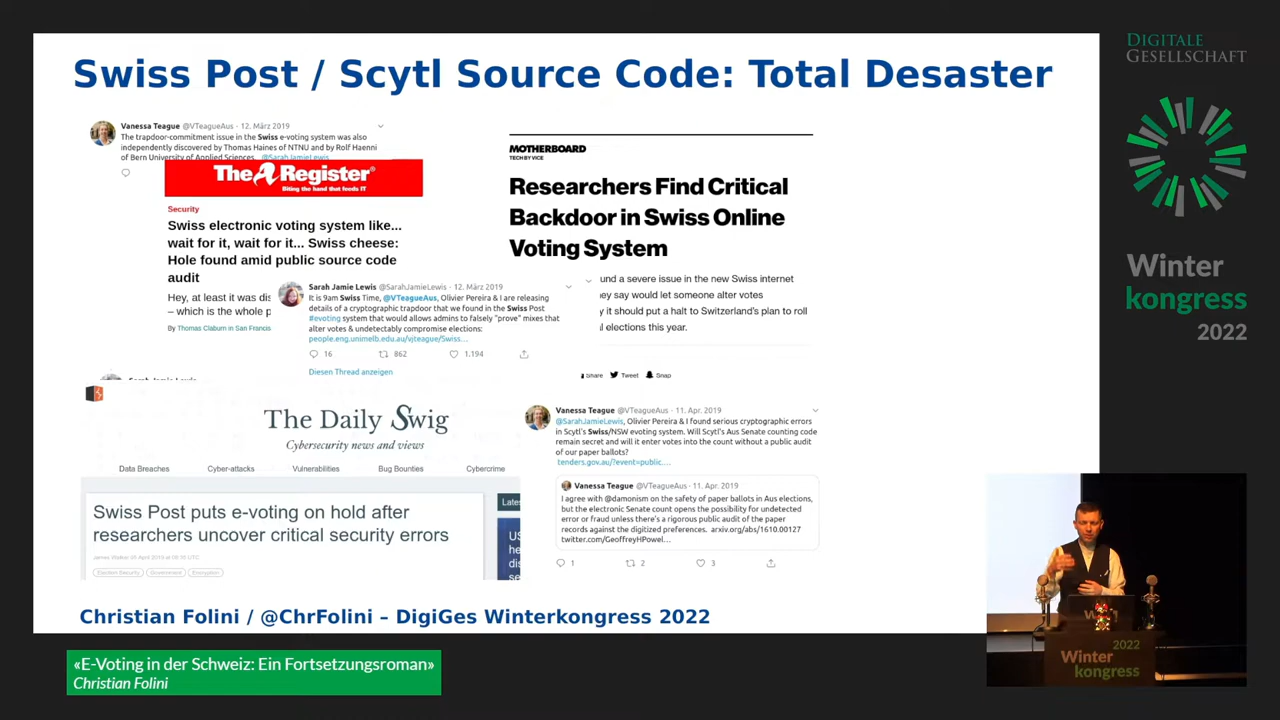 Swiss Post / Scytl Source Code: Total Desaster
Vanessa Teague @VTeagueAus · 12. März 2019
The trapdoor-commitment issue in the Swiss e-voting system was also
independently discovered by Thomas Haines of NTNU and by Rolf Haenni
of Bern University of Applied Sciences. @SarahJamieLewis
The Register®
Biting the hand that feeds IT
Security
Swiss electronic voting system like...
wait for it, wait for it... Swiss cheese:
Hole found amid public source code
audit
Hey, at least it was dis
– which is the whole p
By Thomas Claburn in San Francis
MOTHERBOARD
TECH BY VICE
Researchers Find Critical
Backdoor in Swiss Online
Voting System
und a severe issue in the new Swiss internet
ey say would let someone alter votes
y it should put a halt to Switzerland's plan to roll
l elections this year.
Share Tweet Snap
Sarah Jamie Lewis @SarahJamieLewis · 12. März 2019
It is 9am Swiss Time, @VTeagueAus, Olivier Pereira & I are releasing
details of a cryptographic trapdoor that we found in the Swiss Post
#evoting system that would allows admins to falsely "prove" mixes that
alter votes & undetectably compromise elections:
people.eng.unimelb.edu.au/vjteague/Swiss...
16 862 1.194
Diesen Thread anzeigen
Sarah Jamie Lewis
The Daily Swig
Cybersecurity news and views
Data Breaches Cyber-attacks Vulnerabilities Bug Bounties Cybercrime
Swiss Post puts e-voting on hold after
researchers uncover critical security errors
Election Security Government Encryption
Lates
US
he
dis
se
Vanessa Teague @VTeagueAus · 11. Apr. 2019
@SarahJamieLewis, Olivier Pereira & I found serious cryptographic errors
in Scytl's Swiss/NSW evoting system. Will Scytl's Aus Senate counting code
remain secret and will it enter votes into the count without a public audit
of our paper ballots?
tenders.gov.au/?event=public....
Vanessa Teague @VTeagueAus · 11. Apr. 2019
I agree with @damonism on the safety of paper ballots in Aus elections,
but the electronic Senate count opens the possibility for undetected
error or fraud unless there's a rigorous public audit of the paper
records against the digitized preferences. arxiv.org/abs/1610.00127
twitter.com/GeoffreyHPowel...
1 2 3
Christian Folini / @ChrFolini – DigiGes Winterkongress 2022
«E-Voting in der Schweiz: Ein Fortsetzungsroman»
Christian Folini
DIGITALE
GESELLSCHAFT
Winter
kongress
2022
2022
Winter
kongress